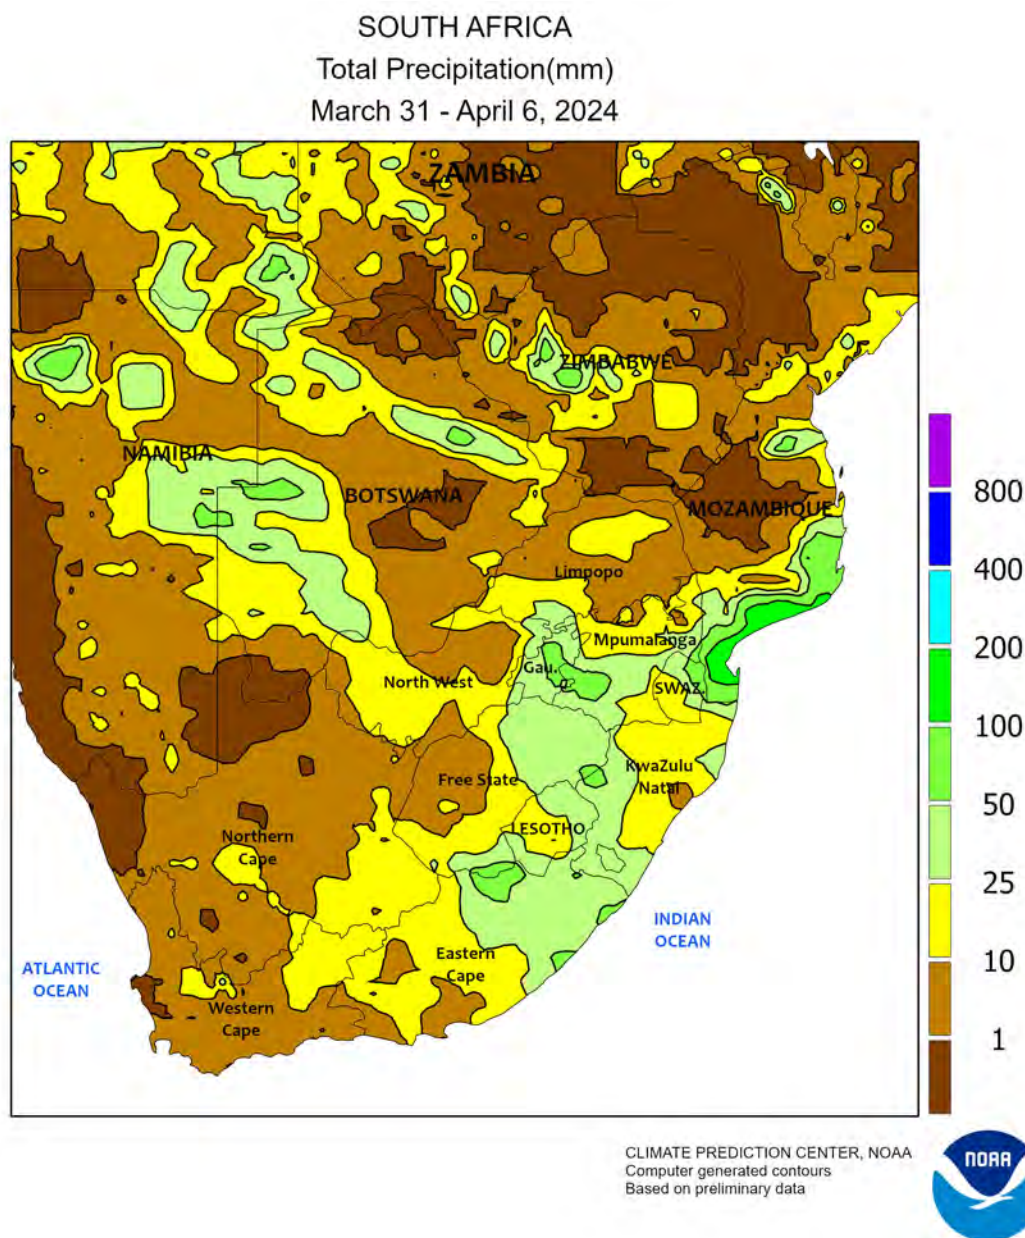 SOUTH AFRICA
Total Precipitation(mm)
March 31 - April 6, 2024
ZAMBIA
ZIMBABWE
NAMIBIA
BOTSWANA
MOZAMBIQUE
Limpopo
Mpumalanga
Gau.
North West
SWAZ.
Free State
KwaZulu
Natal
LESOTHO
Northern
Cape
Eastern
Cape
Western
Cape
ATLANTIC
OCEAN
INDIAN
OCEAN
800
400
200
100
50
25
10
1
CLIMATE PREDICTION CENTER, NOAA
Computer generated contours
Based on preliminary data
NOAA